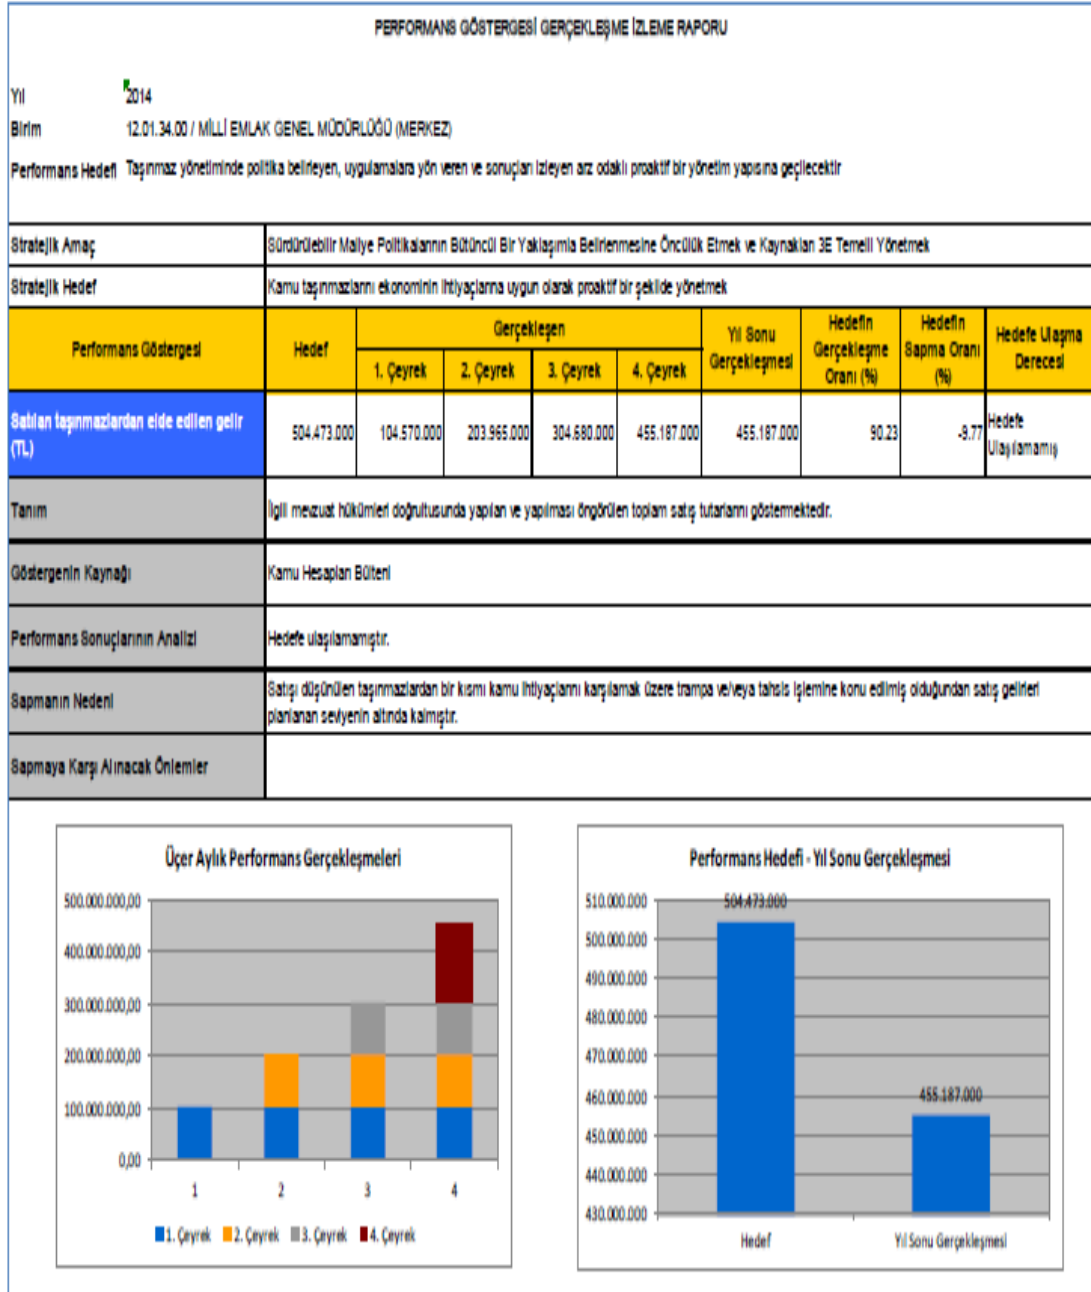 PERFORMANS GÖSTERGESİ GERÇEKLEŞME İZLEME RAPORU
Yıl 2014
Birim 12.01.34.00 / MİLLİ EMLAK GENEL MÜDÜRLÜĞÜ (MERKEZ)
Performans Hedefi Taşınmaz yönetiminde politika belirleyen, uygulamalara yön veren ve sonuçları izleyen arz odaklı proaktif bir yönetim yapısına geçilecektir
Stratejik Amaç Sürdürülebilir Maliye Politikalarının Bütüncül Bir Yaklaşımla Belirlenmesine Öncülük Etmek ve Kaynakları 3E Temelli Yönetmek
Stratejik Hedef Kamu taşınmazlarını ekonominin ihtiyaçlarına uygun olarak proaktif bir şekilde yönetmek
Performans Göstergesi
Hedef
Gerçekleşen
1. Çeyrek 2. Çeyrek 3. Çeyrek 4. Çeyrek
Yıl Sonu
Gerçekleşmesi
Hedefin
Gerçekleşme
Oranı (%)
Hedefin
Sapma Oranı
(%)
Hedefe Ulaşma
Derecesi
Satılan taşınmazlardan elde edilen gelir
(TL)
504.473.000 104.570.000 203.965.000 304.680.000 455.187.000 455.187.000 90.23 -9.77
Hedefe
Ulaşılamamış
Tanım İlgili mevzuat hükümleri doğrultusunda yapılan ve yapılması öngörülen toplam satış tutarlarını göstermektedir.
Göstergenin Kaynağı Kamu Hesapları Bülteni
Performans Sonuçlarının Analizi Hedefe ulaşılamamıştır.
Sapmanın Nedeni Satışı düşünülen taşınmazlardan bir kısmı kamu ihtiyaçlarını karşılamak üzere trampa ve/veya tahsis işlemine konu edilmiş olduğundan satış gelirleri
planlanan seviyenin altında kalmıştır.
Sapmaya Karşı Alınacak Önlemler
Üçer Aylık Performans Gerçekleşmeleri
500.000.000,00
400.000.000,00
300.000.000,00
200.000.000,00
100.000.000,00
0,00
1 2 3 4
1. Çeyrek 2. Çeyrek 3. Çeyrek 4. Çeyrek
Performans Hedefi - Yıl Sonu Gerçekleşmesi
510.000.000
500.000.000
490.000.000
480.000.000
470.000.000
460.000.000
450.000.000
440.000.000
430.000.000
504.473.000
455.187.000
Hedef Yıl Sonu Gerçekleşmesi